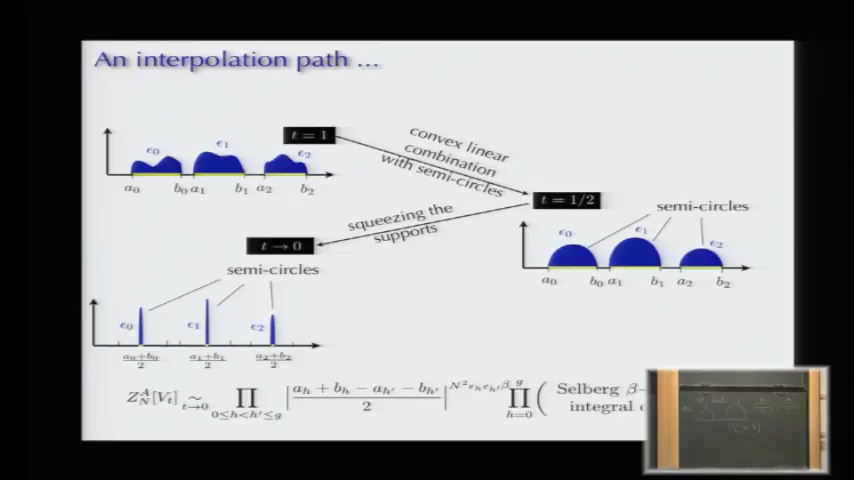 An interpolation path ...
t = 1
convex linear
combination
with semi-circles
ϵ0 ϵ1 ϵ2
a0 b0 a1 b1 a2 b2
t = 1/2
squeezing the
supports
semi-circles
t → 0
ϵ0 ϵ1 ϵ2
semi-circles
a0 b0 a1 b1 a2 b2
ϵ0 ϵ1 ϵ2
(a0+b0)/2 (a1+b1)/2 (a2+b2)/2
Z_N^A[V_t] ∼_{t→0} ∏_{0≤h<h′≤g} |(a_h + b_h − a_{h′} − b_{h′})/2|^{N²ϵ_hϵ_{h′}β} ∏_{h=0}^{g} ( Selberg β−
integral